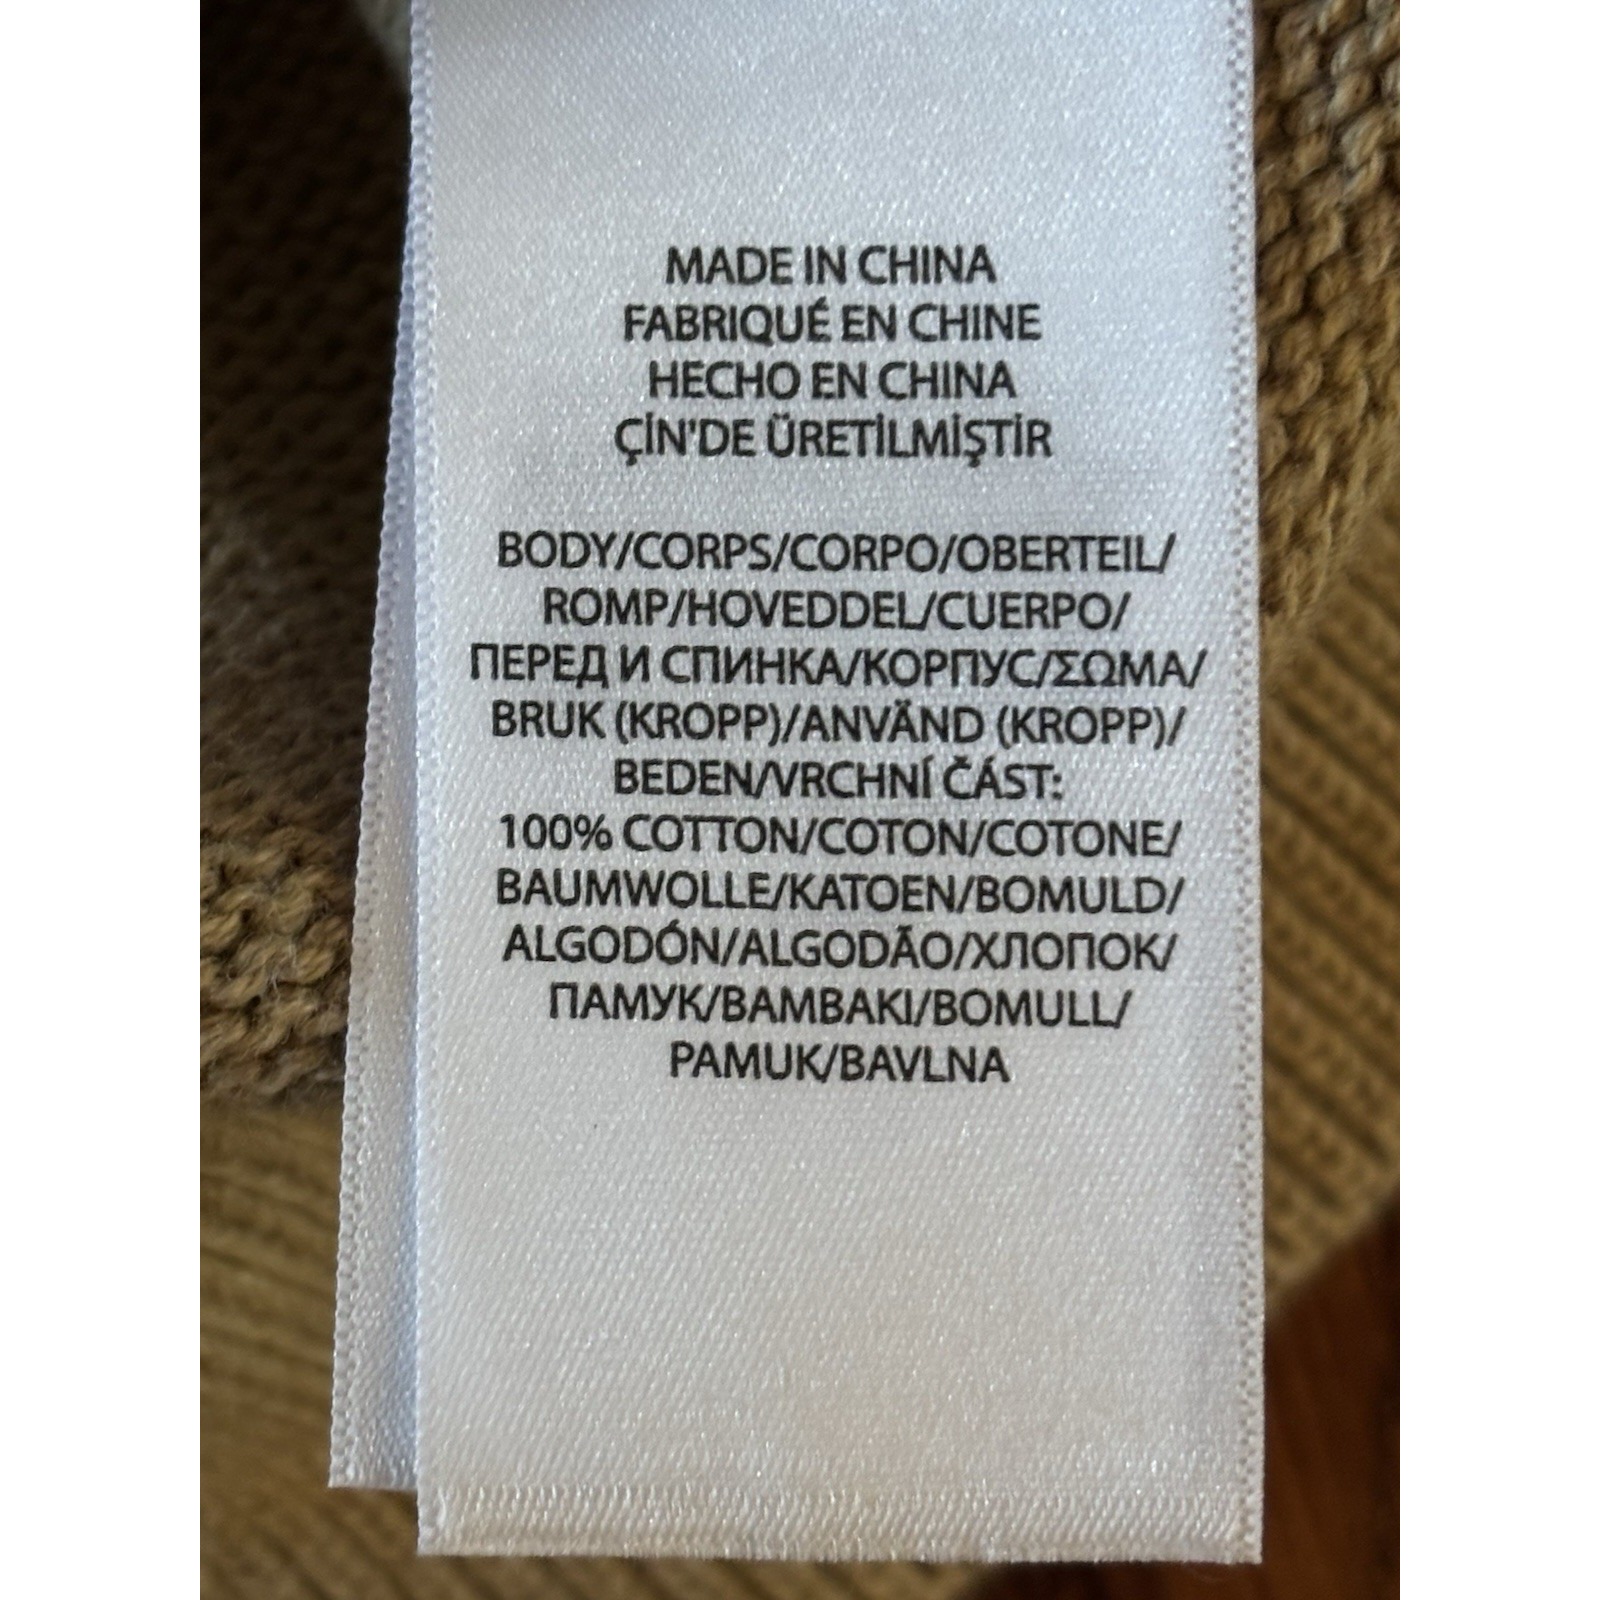 MADE IN CHINA
FABRIQUÉ EN CHINE
HECHO EN CHINA
ÇİN'DE ÜRETİLMİŞTİR
BODY/CORPS/CORPO/OBERTEIL/
ROMP/HOVEDDEL/CUERPO/
ПЕРЕД И СПИНКА/КОРПУС/ΣΩΜΑ/
BRUK (KROPP)/ANVÄND (KROPP)/
BEDEN/VRCHNÍ ČÁST:
100% COTTON/COTON/COTONE/
BAUMWOLLE/KATOEN/BOMULD/
ALGODÓN/ALGODÃO/ХЛОПОК/
ПАМУК/BAMBAKI/BOMULL/
PAMUK/BAVLNA